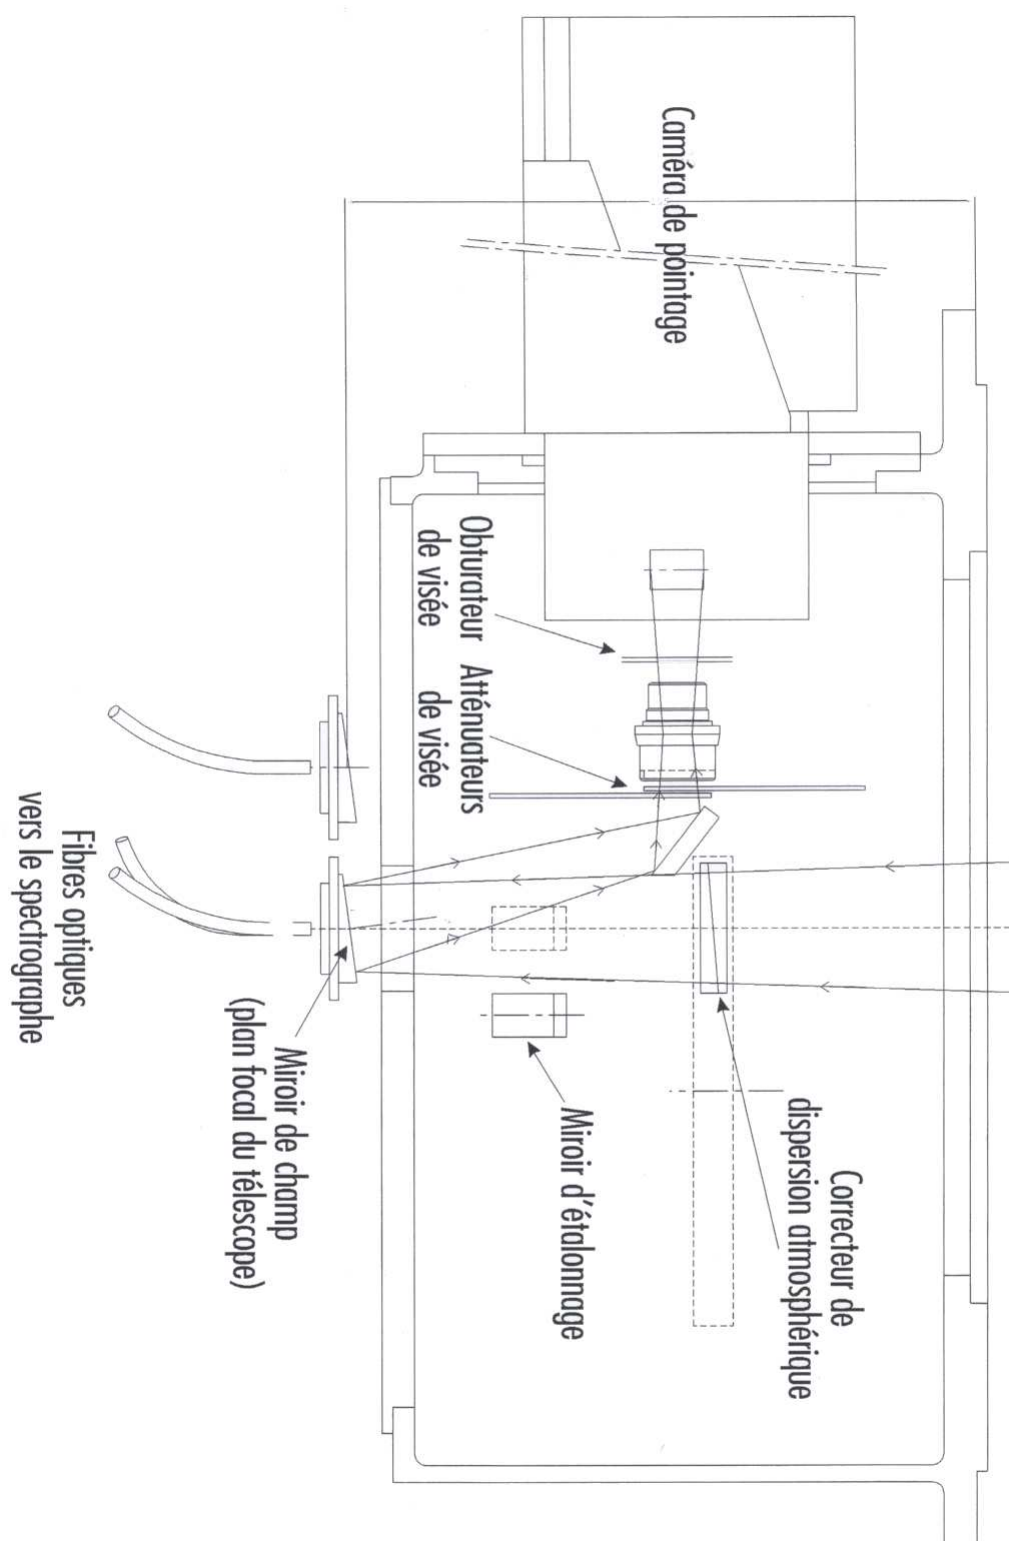 Caméra de pointage
Obturateur
de visée
Atténuateurs
de visée
Correcteur de
dispersion atmosphérique
Miroir d'étalonnage
Miroir de champ
(plan focal du télescope)
Fibres optiques
vers le spectrographe